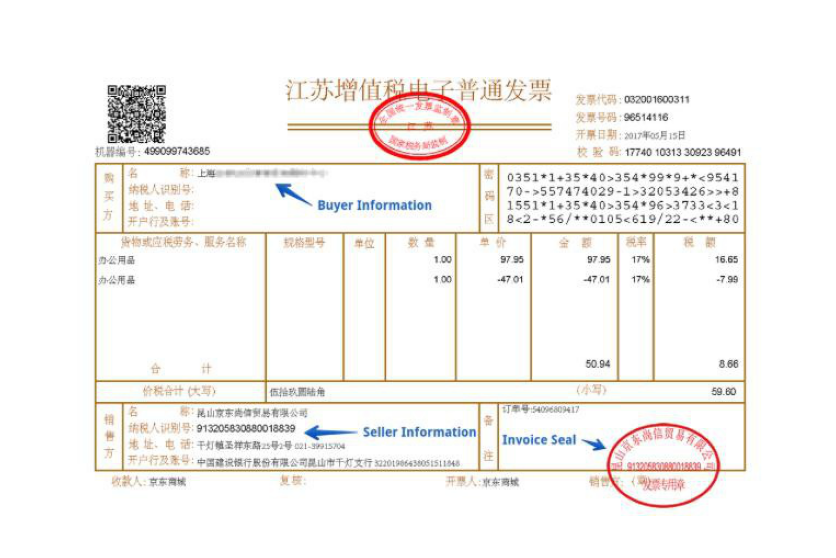 江苏增值税电子普通发票
全国统一发票监制章
江苏
国家税务局监制
发票代码: 032001600311
发票号码: 96514116
开票日期: 2017年05月15日
机器编号: 499099743685
校 验 码: 17740 10313 30923 96491
购买方
名 称: 上海
纳税人识别号:
地 址、电 话:
开户行及账号:
Buyer Information
密码区
0351*1+35*40>354*99*9+*<9541
70->557474029-1>32053426>>+8
1551*1+35*40>354*96>3733<3<1
8<2-*56/**0105<619/22-<**+80
货物或应税劳务、服务名称 规格型号 单位 数 量 单 价 金 额 税率 税 额
办公用品 1.00 97.95 97.95 17% 16.65
办公用品 1.00 -47.01 -47.01 17% -7.99
合 计 50.94 8.66
价税合计 (大写) 伍拾玖圆陆角 (小写) 59.60
销售方
名 称: 昆山京东尚信贸易有限公司
纳税人识别号: 913205830880018839
地 址、电 话: 千灯镇圣祥东路25号2号 021-39915704
开户行及账号: 中国建设银行股份有限公司昆山市千灯支行 32201986438051511848
Seller Information
备注
订单号:54096809417
Invoice Seal
昆山京东尚信贸易有限公司
913205830880018839
发票专用章
收款人: 京东商城 复核: 开票人: 京东商城 销售方: (章)